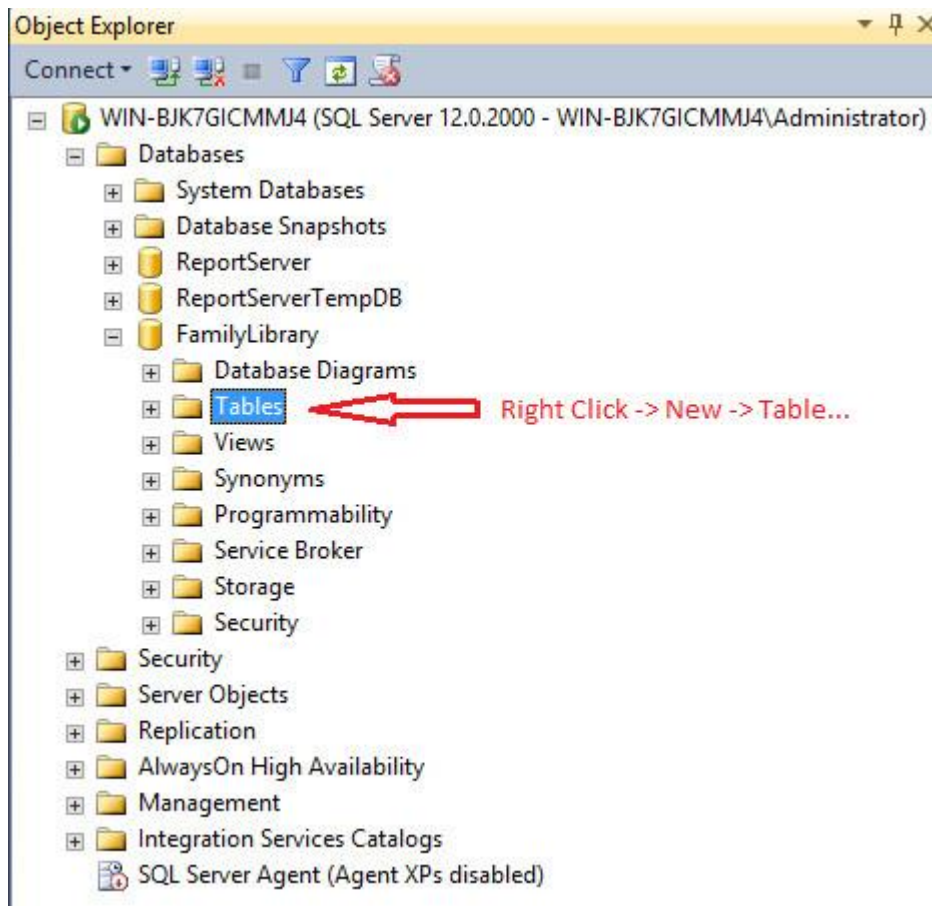 Object Explorer
Connect
WIN-BJK7GICMMJ4 (SQL Server 12.0.2000 - WIN-BJK7GICMMJ4\Administrator)
Databases
System Databases
Database Snapshots
ReportServer
ReportServerTempDB
FamilyLibrary
Database Diagrams
Tables Right Click -> New -> Table...
Views
Synonyms
Programmability
Service Broker
Storage
Security
Security
Server Objects
Replication
AlwaysOn High Availability
Management
Integration Services Catalogs
SQL Server Agent (Agent XPs disabled)